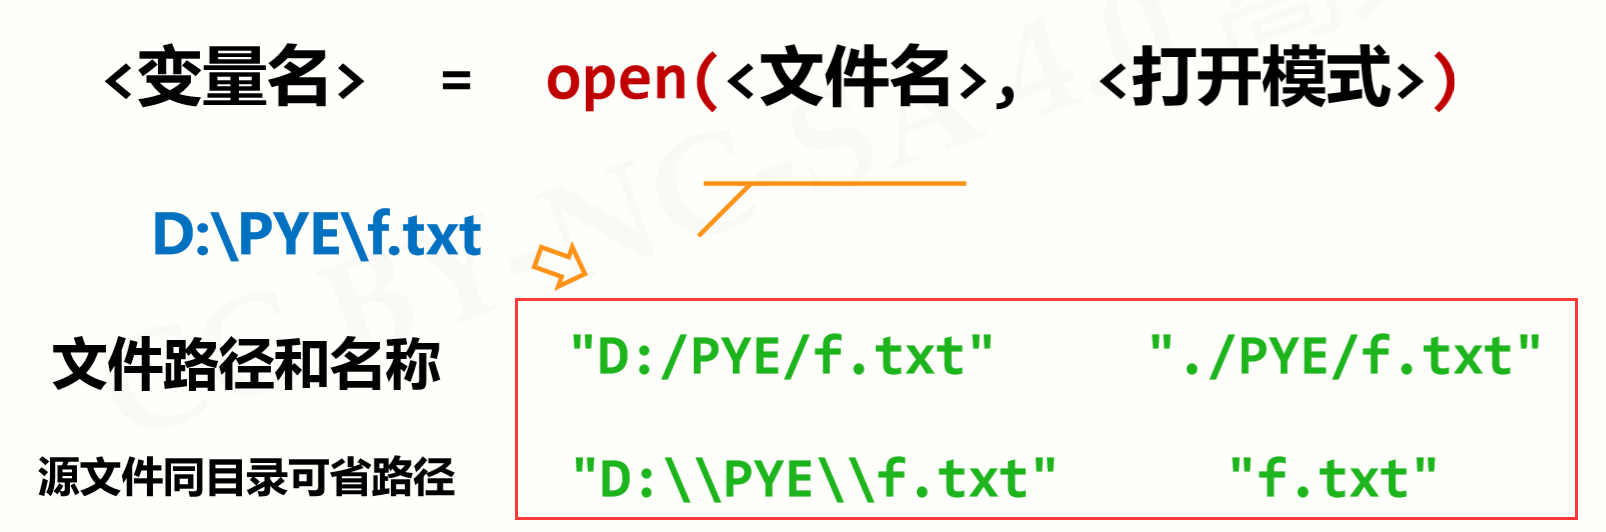 <变量名> = open(<文件名>, <打开模式>)
D:\PYE\f.txt
文件路径和名称 "D:/PYE/f.txt" "./PYE/f.txt"
源文件同目录可省路径 "D:\\PYE\\f.txt" "f.txt"
CC BY-NC-SA 4.0